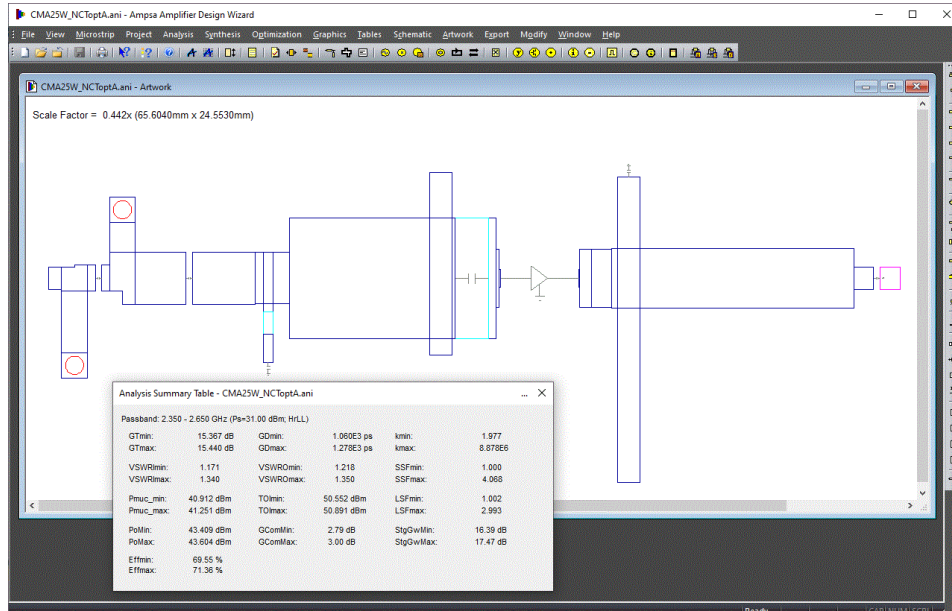 CMA25W_NCToptA.ani - Ampsa Amplifier Design Wizard
File View Microstrip Project Analysis Synthesis Optimization Graphics Tables Schematic Artwork Export Modify Window Help
CMA25W_NCToptA.ani - Artwork
Scale Factor = 0.442x (65.6040mm x 24.5530mm)
Analysis Summary Table - CMA25W_NCToptA.ani ...
Passband: 2.350 - 2.650 GHz (Ps=31.00 dBm; HrLL)
GTmin: 15.367 dB GDmin: 1.060E3 ps kmin: 1.977
GTmax: 15.440 dB GDmax: 1.278E3 ps kmax: 8.878E6
VSWRImin: 1.171 VSWROmin: 1.218 SSFmin: 1.000
VSWRImax: 1.340 VSWROmax: 1.350 SSFmax: 4.068
Pmuc_min: 40.912 dBm TOImin: 50.552 dBm LSFmin: 1.002
Pmuc_max: 41.251 dBm TOImax: 50.891 dBm LSFmax: 2.993
PoMin: 43.409 dBm GComMin: 2.79 dB StgGwMin: 16.39 dB
PoMax: 43.604 dBm GComMax: 3.00 dB StgGwMax: 17.47 dB
Effmin: 69.55 %
Effmax: 71.36 %
Ready